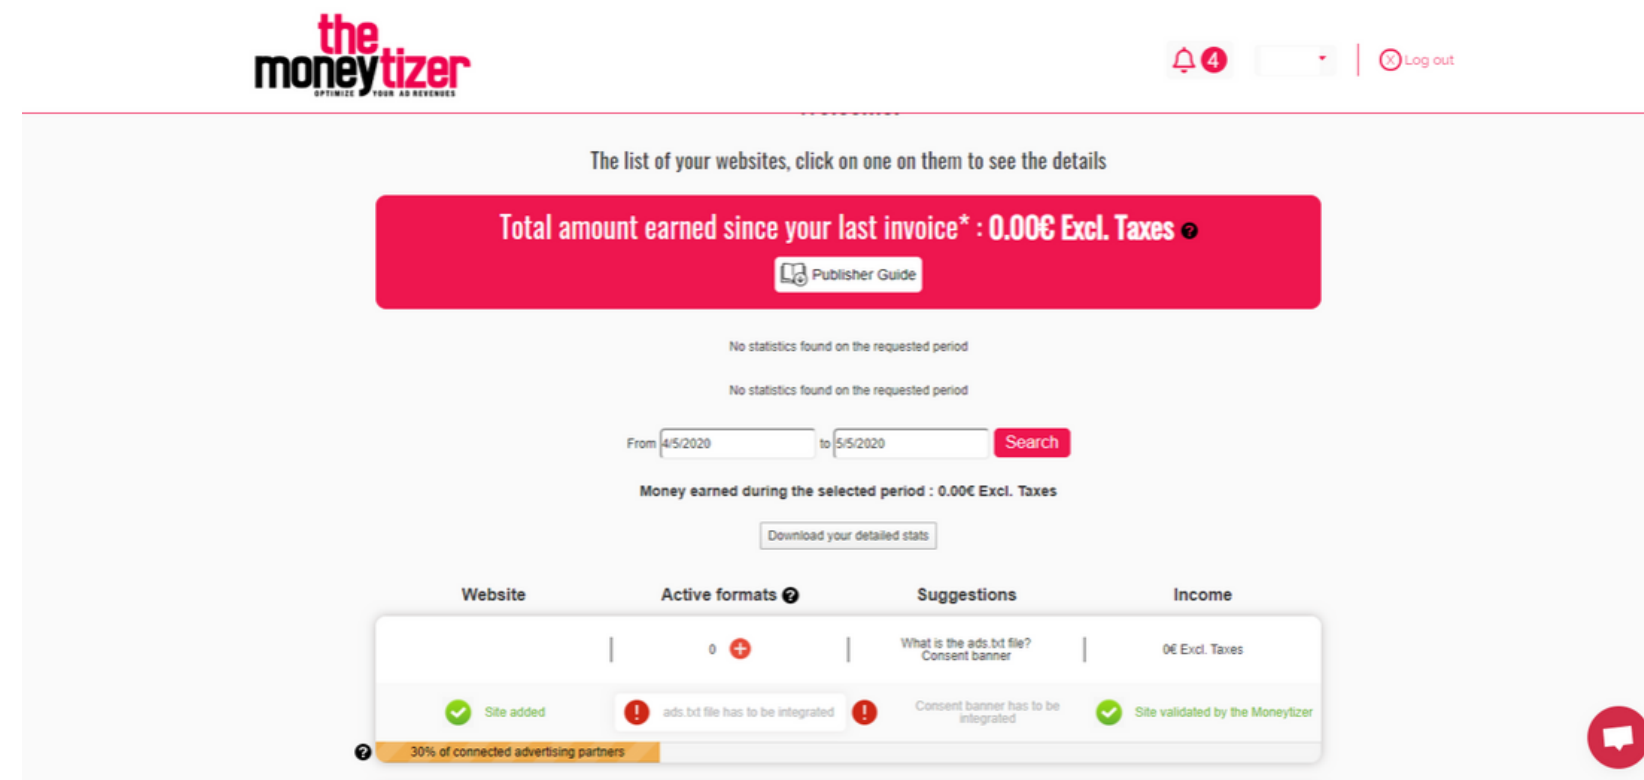 the
moneytizer
OPTIMIZE YOUR AD REVENUES
4
Log out
The list of your websites, click on one on them to see the details
Total amount earned since your last invoice* : 0.00€ Excl. Taxes ?
Publisher Guide
No statistics found on the requested period
No statistics found on the requested period
From 4/5/2020 to 5/5/2020 Search
Money earned during the selected period : 0.00€ Excl. Taxes
Download your detailed stats
Website Active formats ? Suggestions Income
0 What is the ads.txt file? 0€ Excl. Taxes
Consent banner
Site added ! ads.txt file has to be integrated ! Consent banner has to be Site validated by the Moneytizer
integrated
? 30% of connected advertising partners